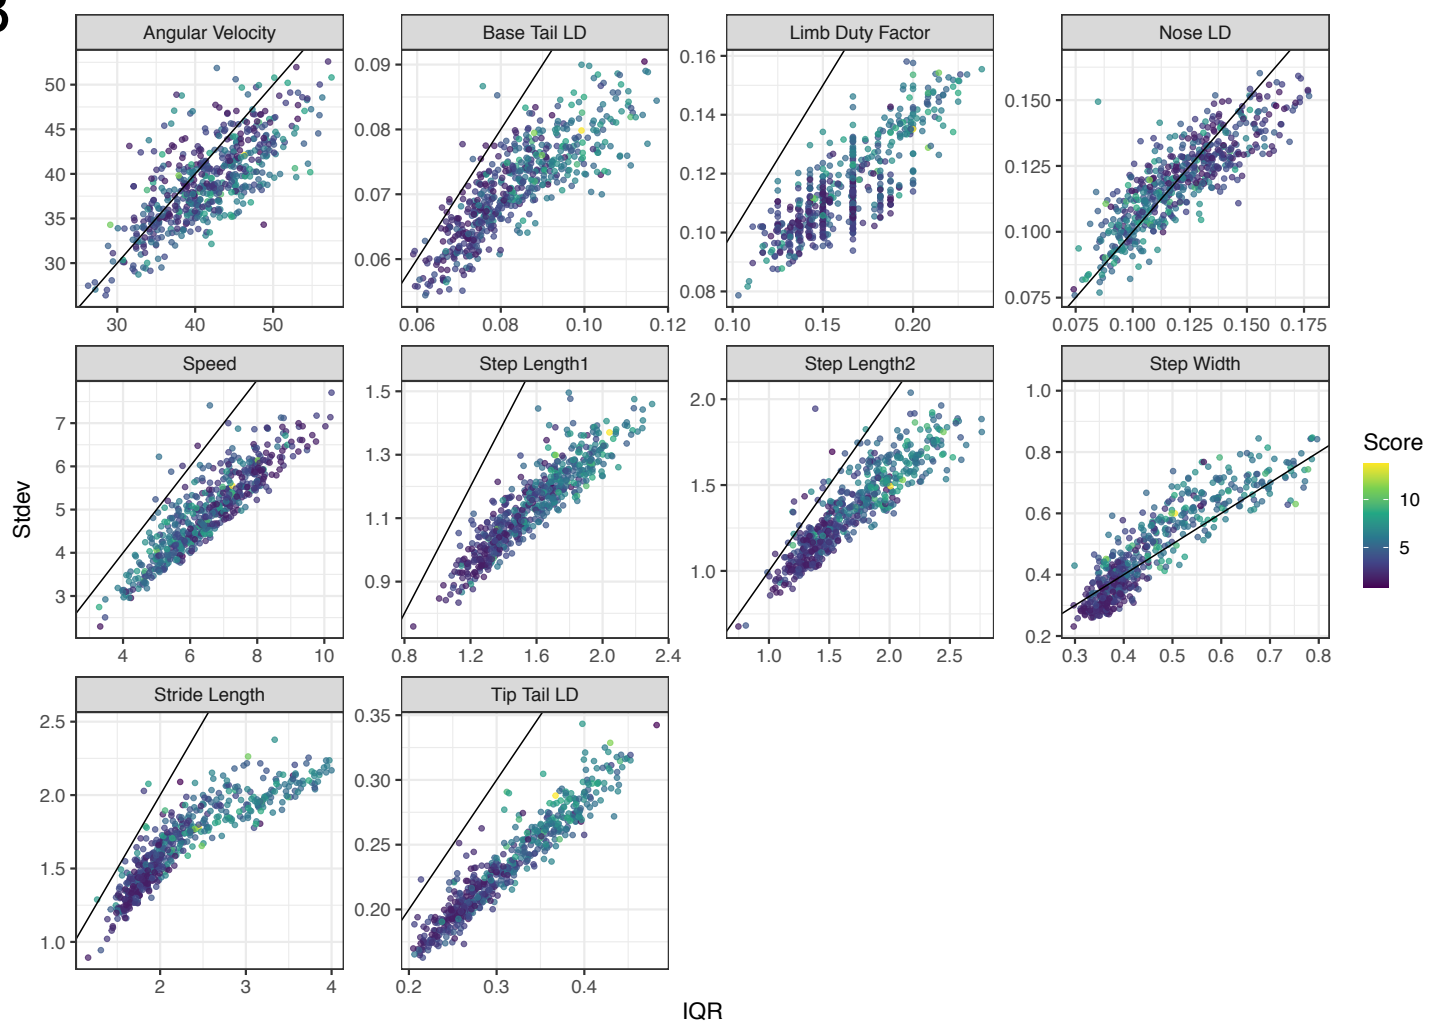 B
Angular Velocity Base Tail LD Limb Duty Factor Nose LD
50 45 40 35 30
0.09 0.08 0.07 0.06
0.16 0.14 0.12 0.10 0.08
0.150 0.125 0.100 0.075
30 40 50
0.06 0.08 0.10 0.12
0.10 0.15 0.20
0.075 0.100 0.125 0.150 0.175
Speed Step Length1 Step Length2 Step Width
7 6 5 4 3
1.5 1.3 1.1 0.9
2.0 1.5 1.0
1.0 0.8 0.6 0.4 0.2
4 6 8 10
0.8 1.2 1.6 2.0 2.4
1.0 1.5 2.0 2.5
0.3 0.4 0.5 0.6 0.7 0.8
Stdev
Score
10
5
Stride Length Tip Tail LD
2.5 2.0 1.5 1.0
0.35 0.30 0.25 0.20
2 3 4
0.2 0.3 0.4
IQR